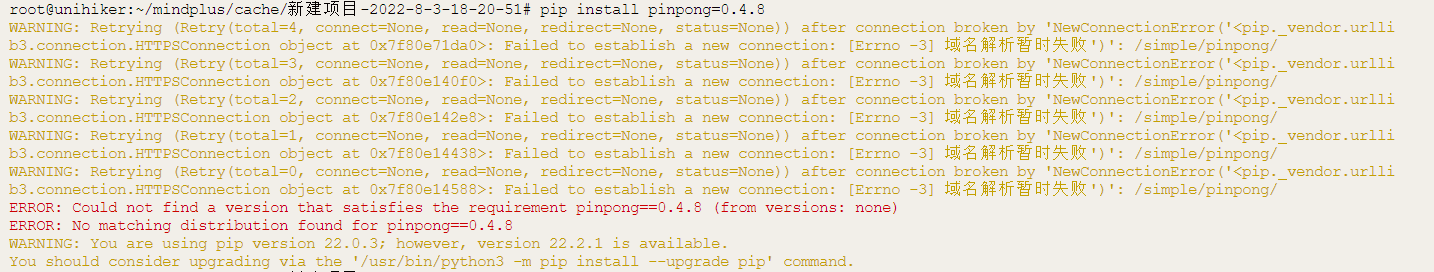 root@unihiker:~/mindplus/cache/新建项目-2022-8-3-18-20-51# pip install pinpong=0.4.8
WARNING: Retrying (Retry(total=4, connect=None, read=None, redirect=None, status=None)) after connection broken by 'NewConnectionError('<pip._vendor.urlli
b3.connection.HTTPSConnection object at 0x7f80e71da0>: Failed to establish a new connection: [Errno -3] 域名解析暂时失败')': /simple/pinpong/
WARNING: Retrying (Retry(total=3, connect=None, read=None, redirect=None, status=None)) after connection broken by 'NewConnectionError('<pip._vendor.urlli
b3.connection.HTTPSConnection object at 0x7f80e140f0>: Failed to establish a new connection: [Errno -3] 域名解析暂时失败')': /simple/pinpong/
WARNING: Retrying (Retry(total=2, connect=None, read=None, redirect=None, status=None)) after connection broken by 'NewConnectionError('<pip._vendor.urlli
b3.connection.HTTPSConnection object at 0x7f80e142e8>: Failed to establish a new connection: [Errno -3] 域名解析暂时失败')': /simple/pinpong/
WARNING: Retrying (Retry(total=1, connect=None, read=None, redirect=None, status=None)) after connection broken by 'NewConnectionError('<pip._vendor.urlli
b3.connection.HTTPSConnection object at 0x7f80e14438>: Failed to establish a new connection: [Errno -3] 域名解析暂时失败')': /simple/pinpong/
WARNING: Retrying (Retry(total=0, connect=None, read=None, redirect=None, status=None)) after connection broken by 'NewConnectionError('<pip._vendor.urlli
b3.connection.HTTPSConnection object at 0x7f80e14588>: Failed to establish a new connection: [Errno -3] 域名解析暂时失败')': /simple/pinpong/
ERROR: Could not find a version that satisfies the requirement pinpong==0.4.8 (from versions: none)
ERROR: No matching distribution found for pinpong==0.4.8
WARNING: You are using pip version 22.0.3; however, version 22.2.1 is available.
You should consider upgrading via the '/usr/bin/python3 -m pip install --upgrade pip' command.